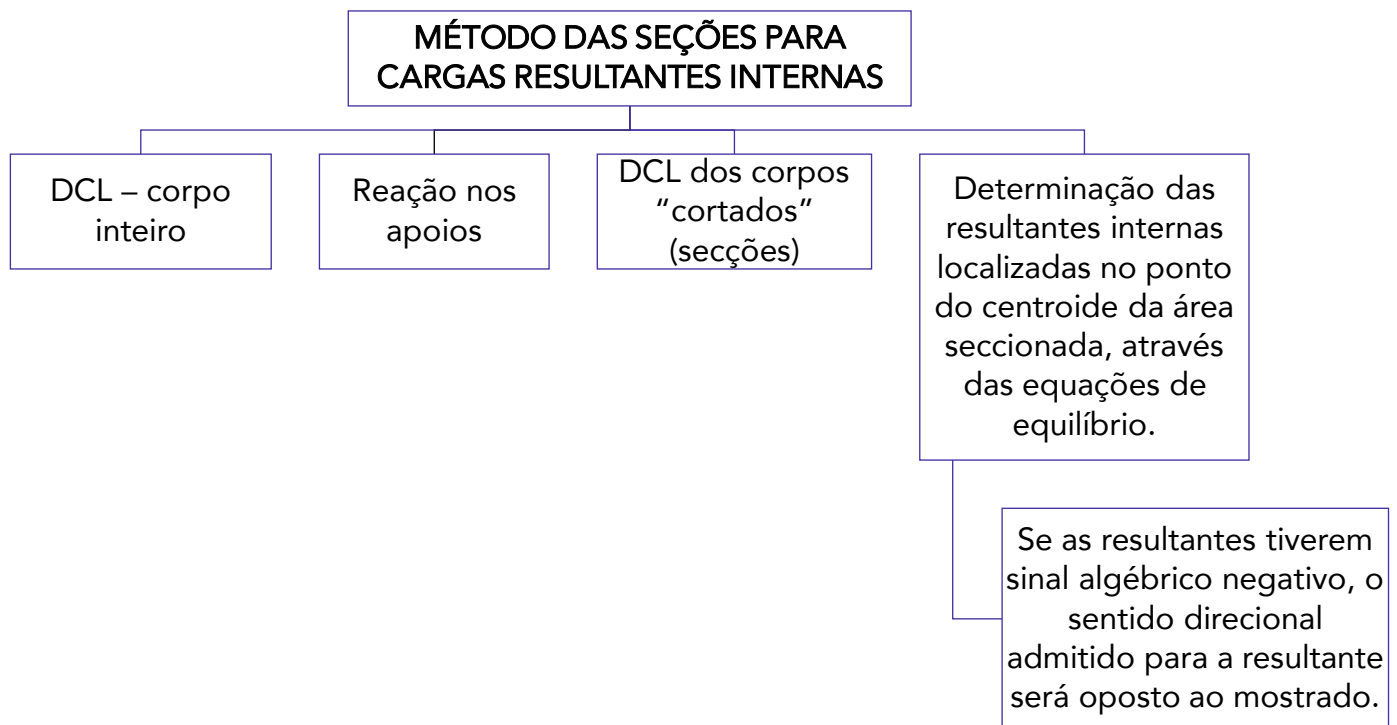 MÉTODO DAS SEÇÕES PARA
CARGAS RESULTANTES INTERNAS
DCL – corpo
inteiro
Reação nos
apoios
DCL dos corpos
“cortados”
(secções)
Determinação das
resultantes internas
localizadas no ponto
do centroide da área
seccionada, através
das equações de
equilíbrio.
Se as resultantes tiverem
sinal algébrico negativo, o
sentido direcional
admitido para a resultante
será oposto ao mostrado.